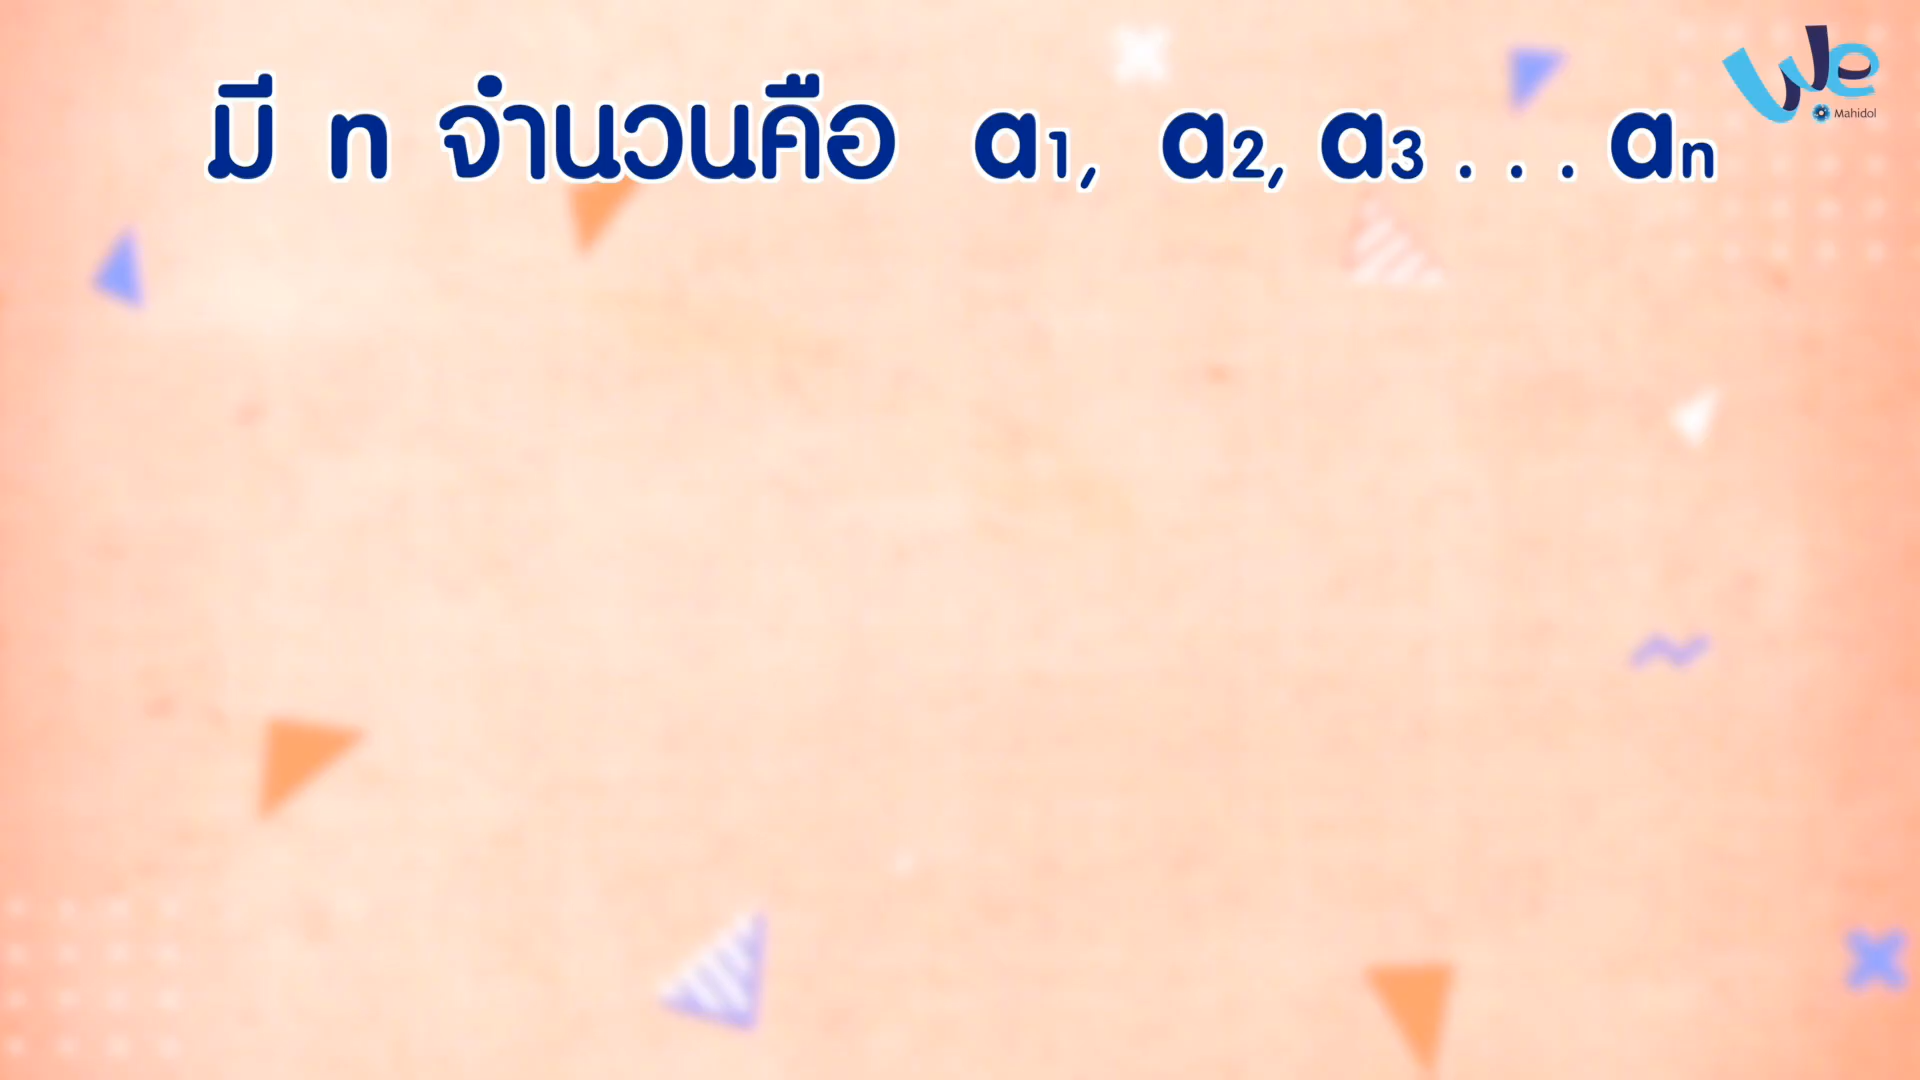 มี n จำนวนคือ a1, a2, a3 . . . an
We
Mahidol